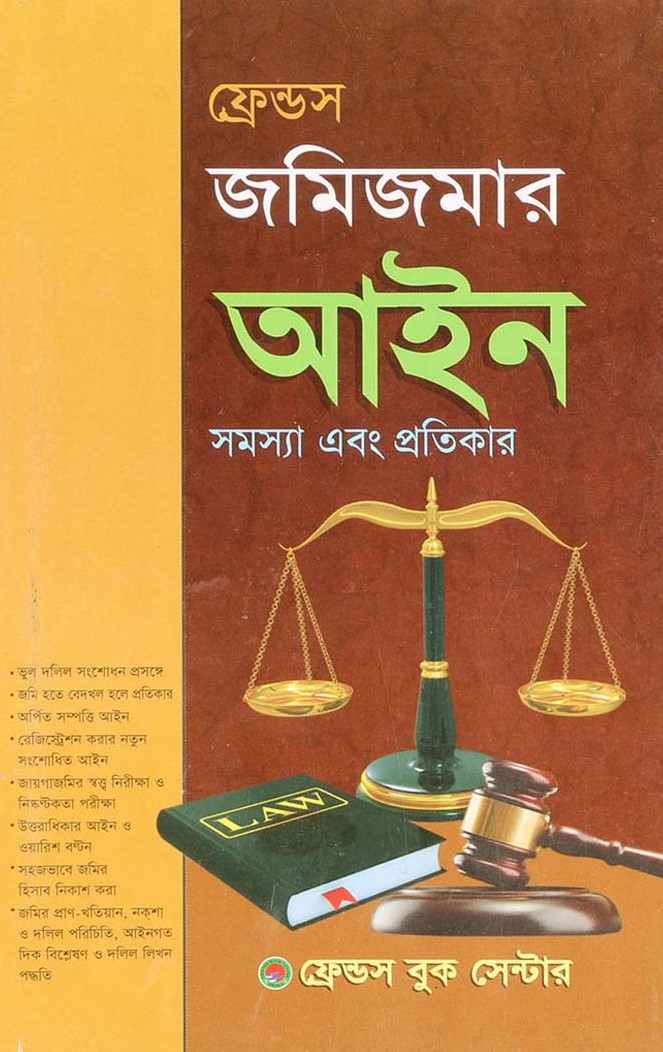 ফ্রেন্ডস
জমিজমার
আইন
সমস্যা এবং প্রতিকার
• ভুল দলিল সংশোধন প্রসঙ্গে
• জমি হতে বেদখল হলে প্রতিকার
• অর্পিত সম্পত্তি আইন
• রেজিস্ট্রেশন করার নতুন
সংশোধিত আইন
• জায়গাজমির স্বত্ব নিরীক্ষা ও
নিষ্কণ্টকতা পরীক্ষা
• উত্তরাধিকার আইন ও
ওয়ারিশ বণ্টন
• সহজভাবে জমির
হিসাব নিকাশ করা
• জমির প্রাণ-খতিয়ান, নক্শা
ও দলিল পরিচিতি, আইনগত
দিক বিশ্লেষণ ও দলিল লিখন
পদ্ধতি
LAW
ফ্রেন্ডস বুক সেন্টার